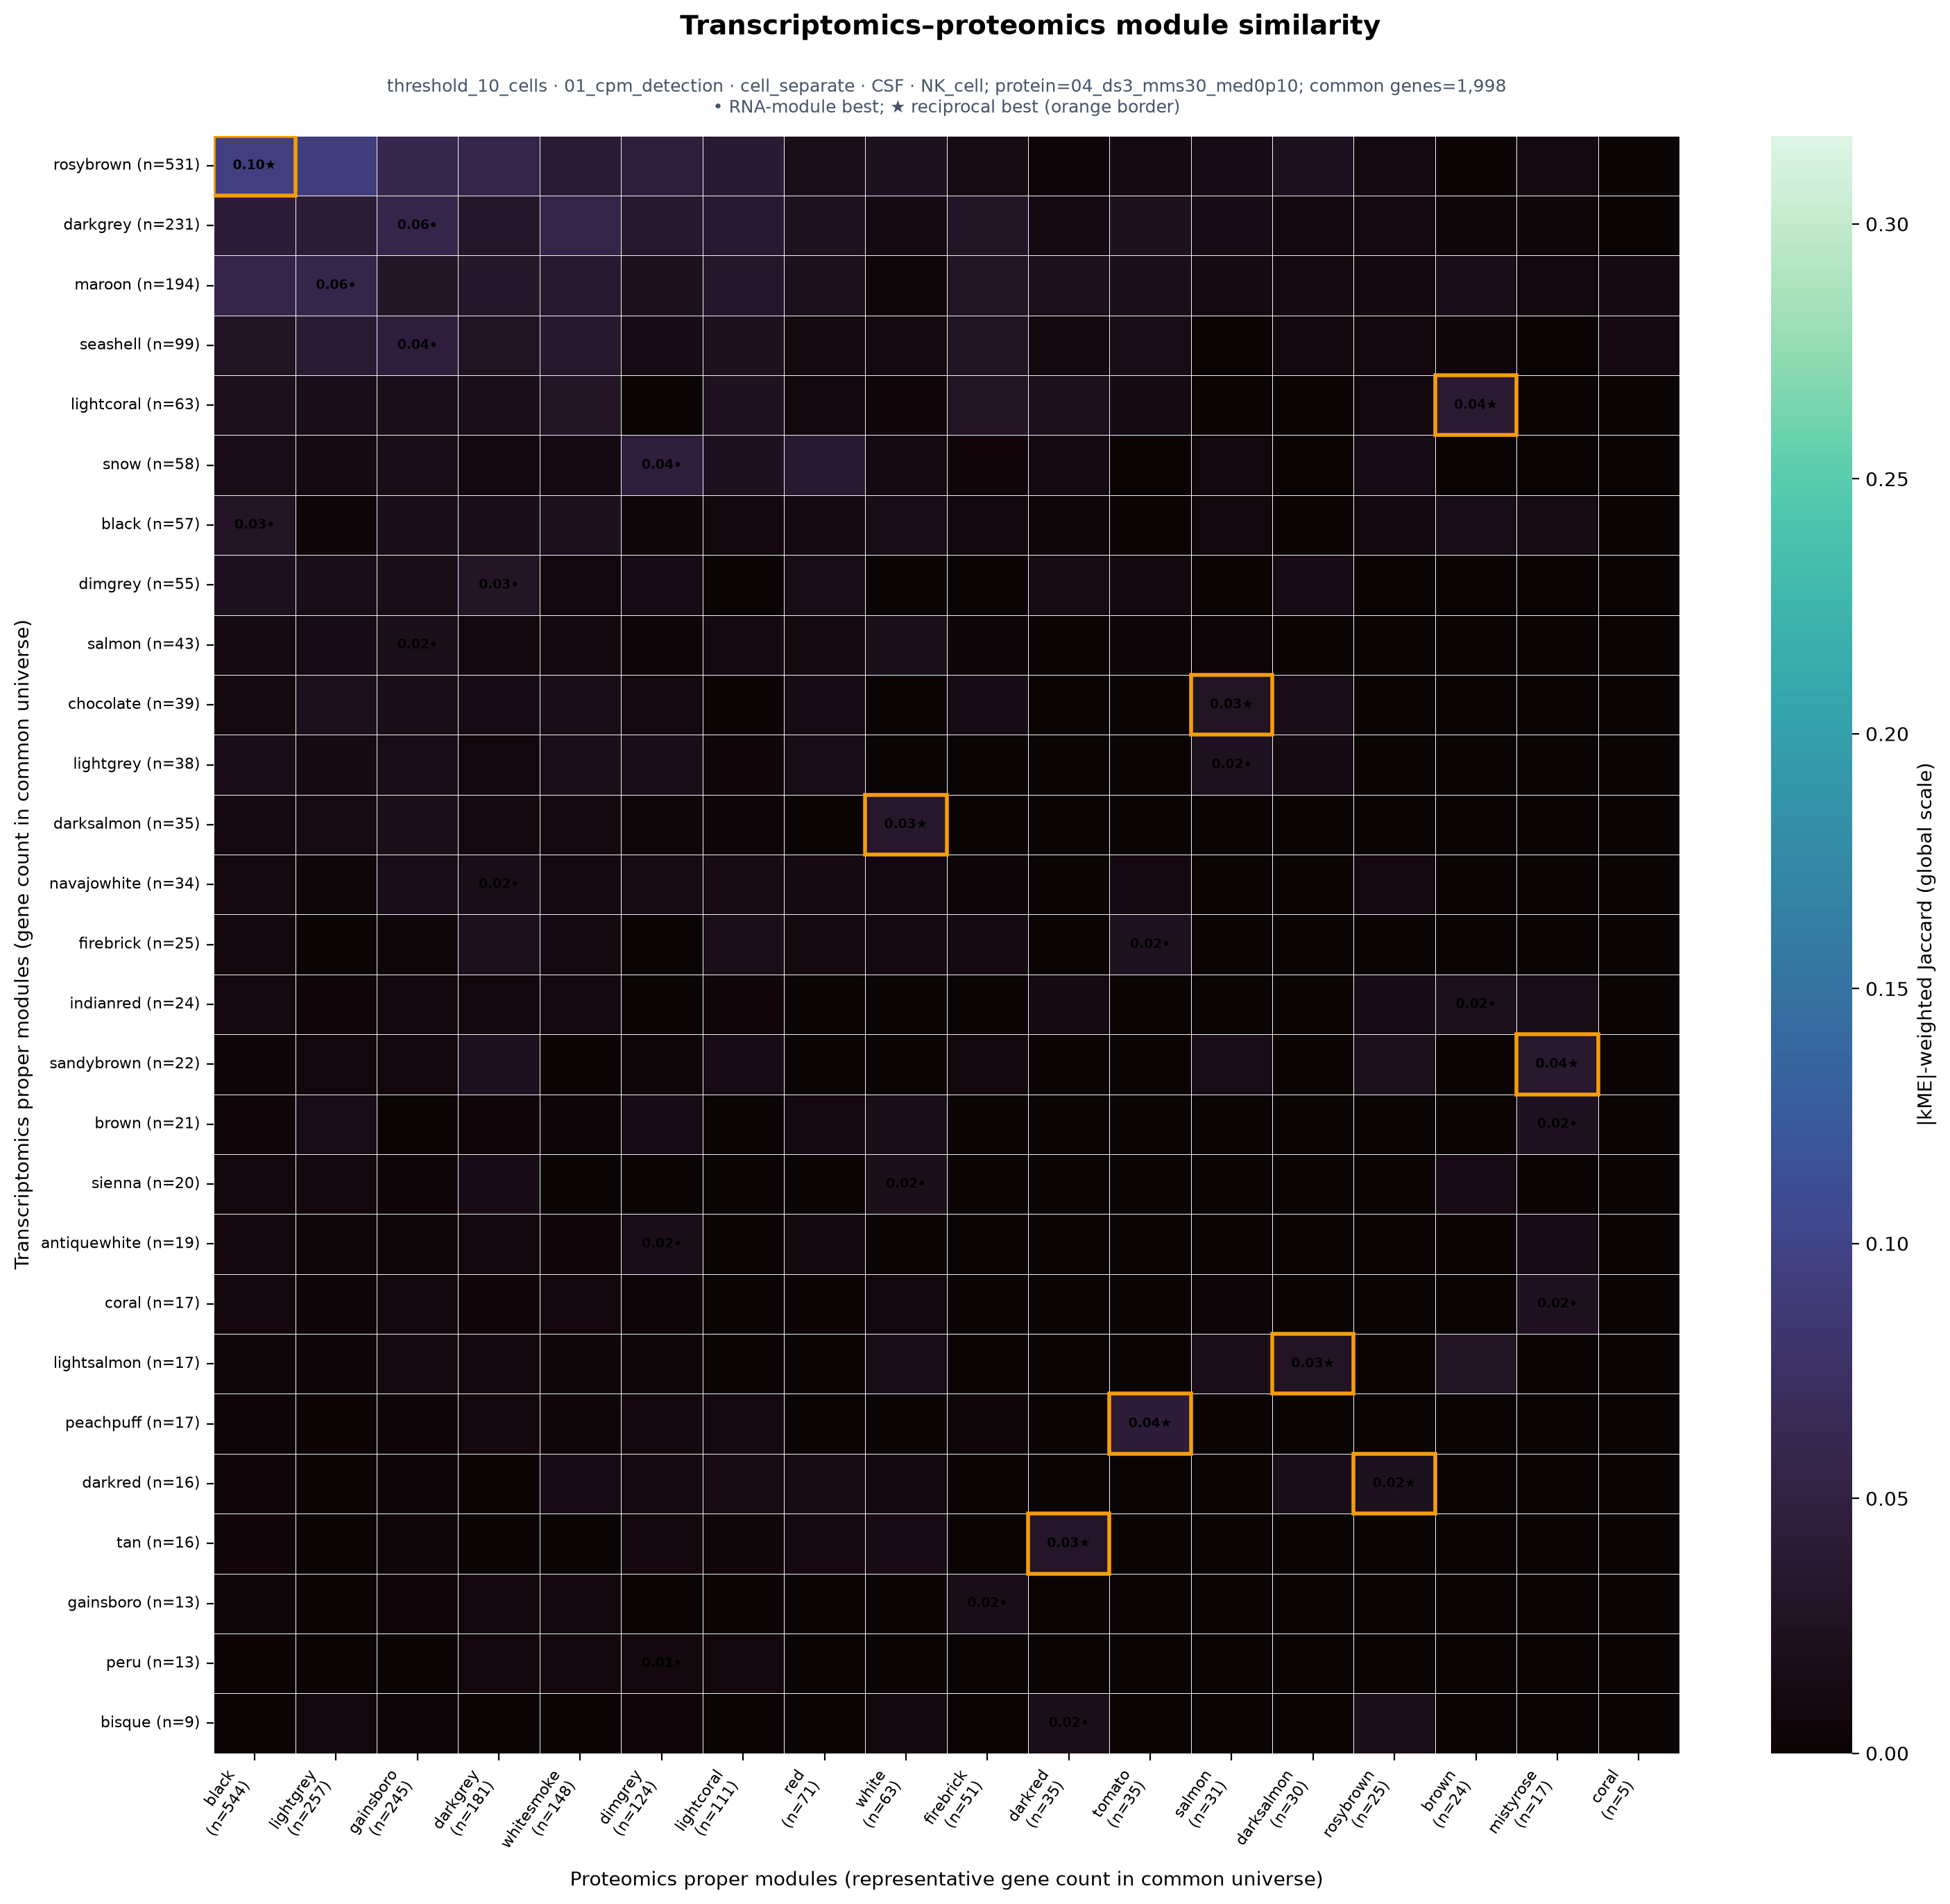 Transcriptomics–proteomics module similarity
threshold_10_cells · 01_cpm_detection · cell_separate · CSF · NK_cell; protein=04_ds3_mms30_med0p10; common genes=1,998
• RNA-module best; ★ reciprocal best (orange border)
Transcriptomics proper modules (gene count in common universe)
rosybrown (n=531)
0.10★
darkgrey (n=231)
0.06•
maroon (n=194)
0.06•
seashell (n=99)
0.04•
lightcoral (n=63)
0.04★
snow (n=58)
0.04•
black (n=57)
0.03•
dimgrey (n=55)
0.03•
salmon (n=43)
0.02•
chocolate (n=39)
0.03★
lightgrey (n=38)
0.02•
darksalmon (n=35)
0.03★
navajowhite (n=34)
0.02•
firebrick (n=25)
0.02•
indianred (n=24)
0.02•
sandybrown (n=22)
0.04★
brown (n=21)
0.02•
sienna (n=20)
0.02•
antiquewhite (n=19)
0.02•
coral (n=17)
0.02•
lightsalmon (n=17)
0.03★
peachpuff (n=17)
0.04★
darkred (n=16)
0.02★
tan (n=16)
0.03★
gainsboro (n=13)
0.02•
peru (n=13)
0.01•
bisque (n=9)
0.02•
black
(n=544)
lightgrey
(n=257)
gainsboro
(n=245)
darkgrey
(n=181)
whitesmoke
(n=148)
dimgrey
(n=124)
lightcoral
(n=111)
red
(n=71)
white
(n=63)
firebrick
(n=51)
darkred
(n=35)
tomato
(n=35)
salmon
(n=31)
darksalmon
(n=30)
rosybrown
(n=25)
brown
(n=24)
mistyrose
(n=17)
coral
(n=5)
Proteomics proper modules (representative gene count in common universe)
0.30
0.25
0.20
0.15
0.10
0.05
0.00
|kME|-weighted Jaccard (global scale)